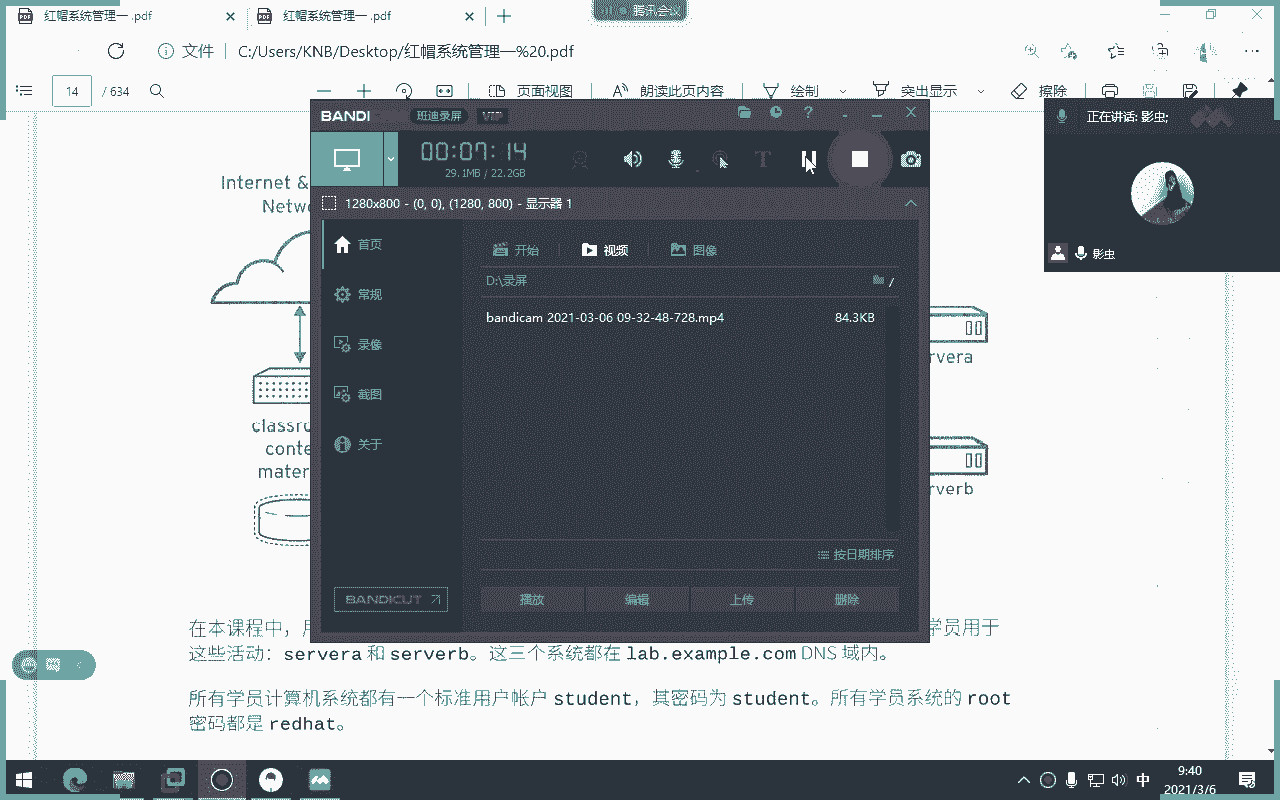 红帽系统管理一 .pdf
红帽系统管理一 .pdf
腾讯会议
文件
C:/Users/KNB/Desktop/红帽系统管理一%20.pdf
14 / 634
页面视图
朗读此页内容
绘制
突出显示
擦除
BANDI
班迪录屏
VIP
正在讲话: 影虫;
00:07:14
29.1MB / 22.2GB
1280x800 - (0, 0), (1280, 800) - 显示器 1
首页
常规
录像
截图
关于
开始
视频
图像
D:\录屏
bandicam 2021-03-06 09-32-48-728.mp4
84.3KB
按日期排序
BANDICUT
播放
编辑
上传
删除
影虫
Internet &
Netw
classro
conte
mater
rvera
rverb
在本课程中，
学员用于
这些活动：servera 和 serverb。这三个系统都在 lab.example.com DNS 域内。
所有学员计算机系统都有一个标准用户帐户 student，其密码为 student。所有学员系统的 root
密码都是 redhat。
中
9:40
2021/3/6